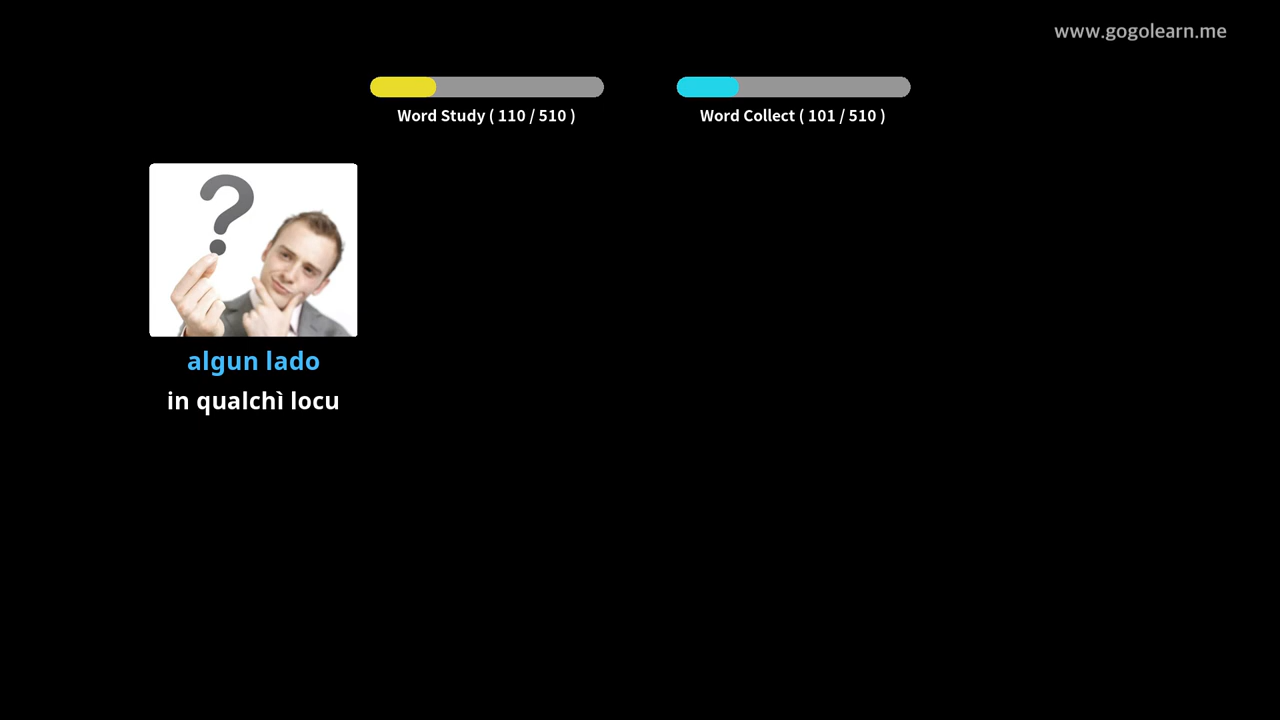 www.gogolearn.me
Word Study ( 110 / 510 )
Word Collect ( 101 / 510 )
?
algun lado
in qualchì locu